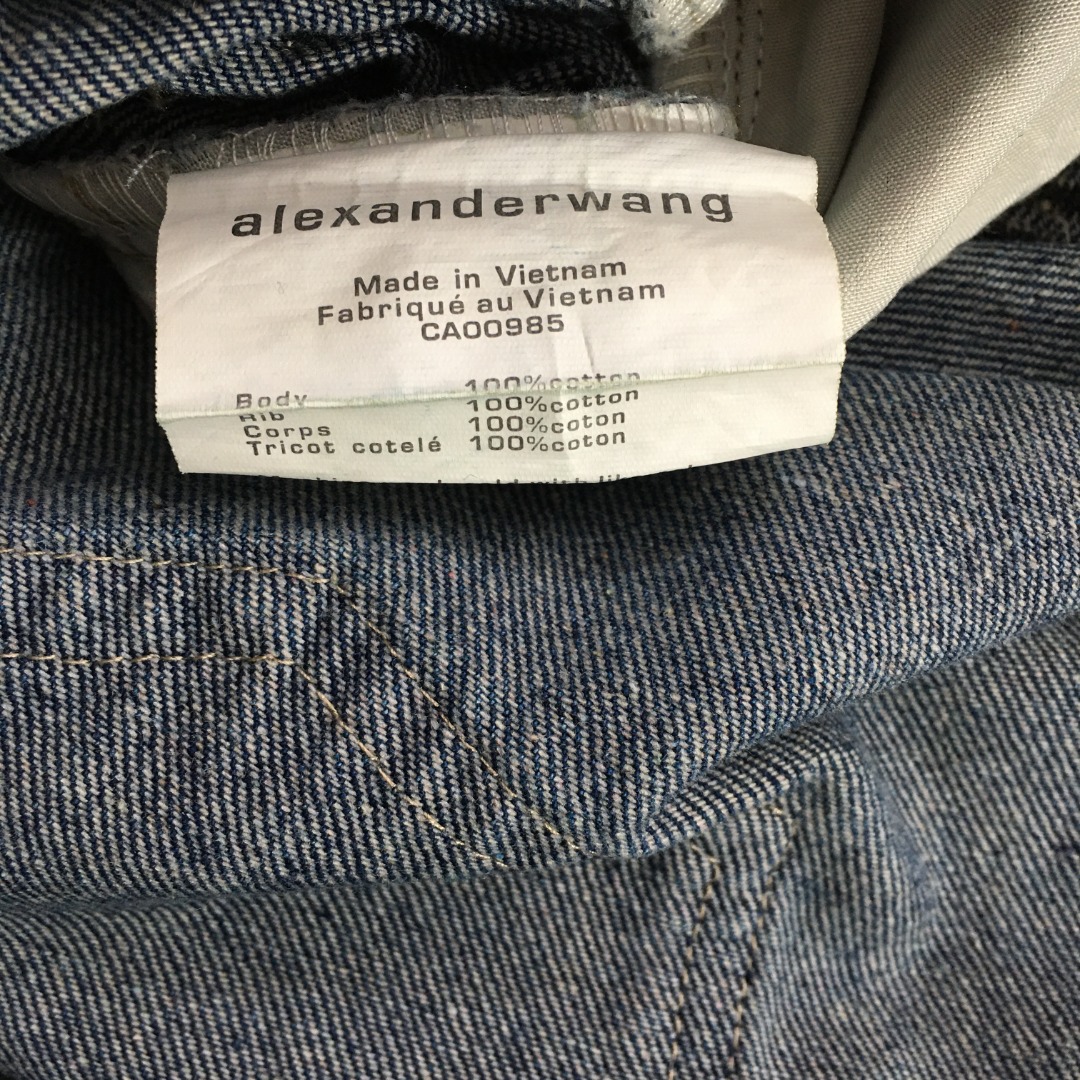 alexanderwang
Made in Vietnam
Fabriqué au Vietnam
CA00985
Body 100%cotton
Rib 100%cotton
Corps 100%coton
Tricot cotelé 100%coton